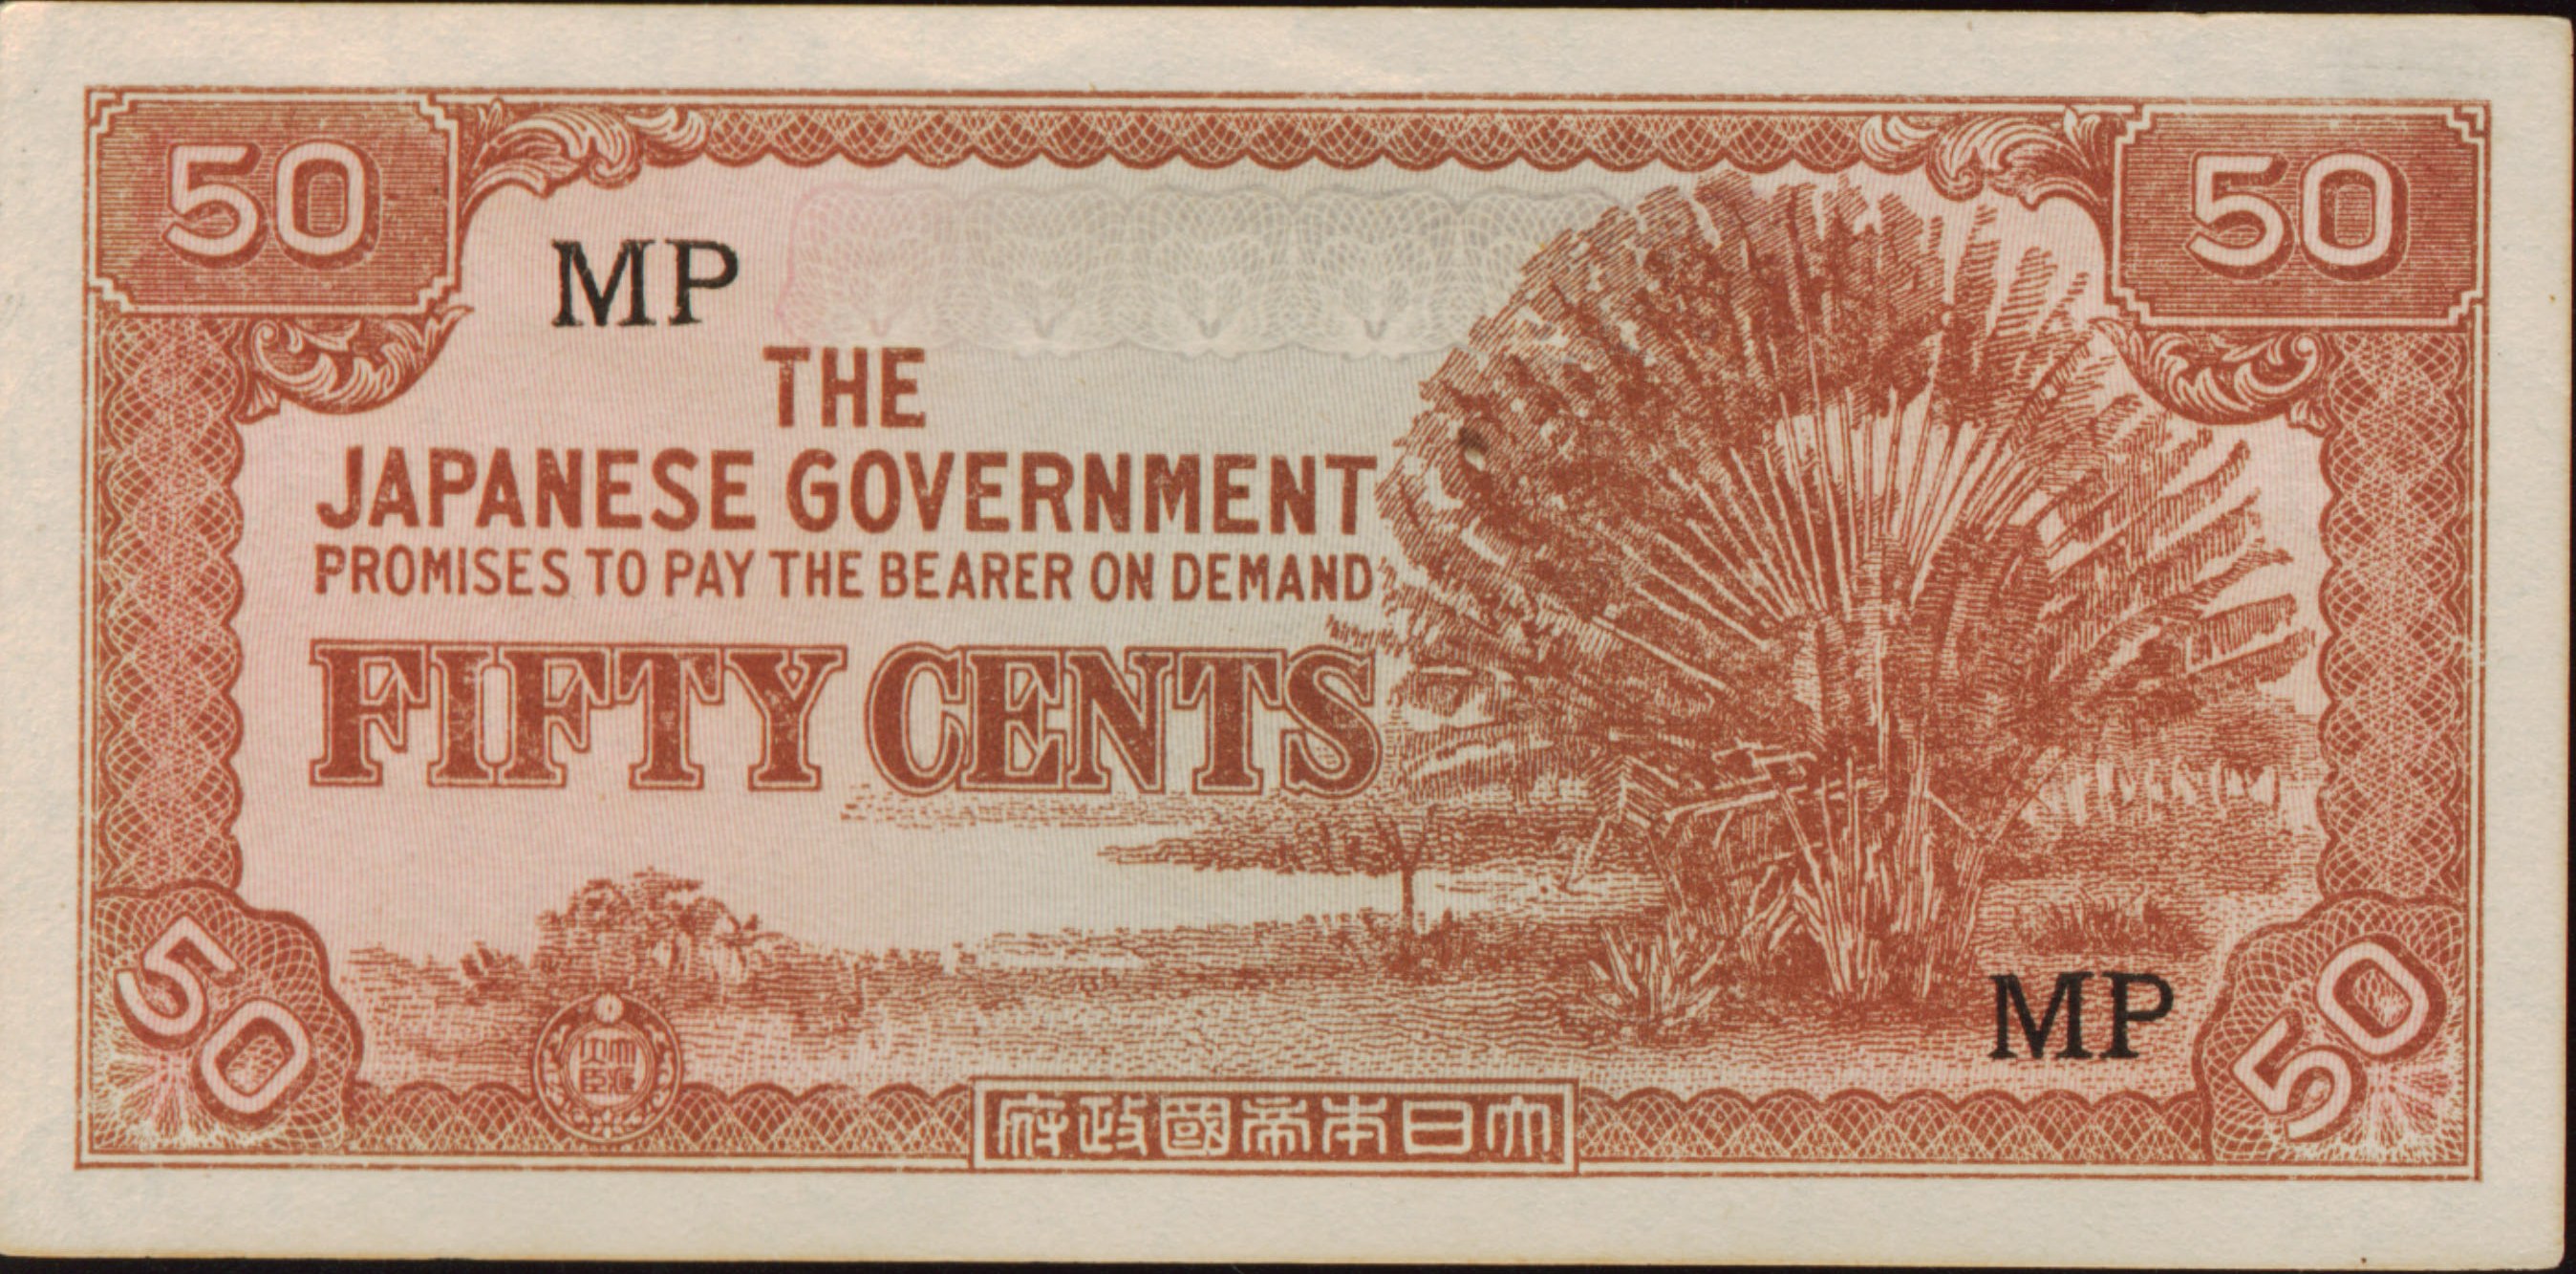 50
50
MP
THE
JAPANESE GOVERNMENT
PROMISES TO PAY THE BEARER ON DEMAND
FIFTY CENTS
MP
50
50
府政國帝本日大